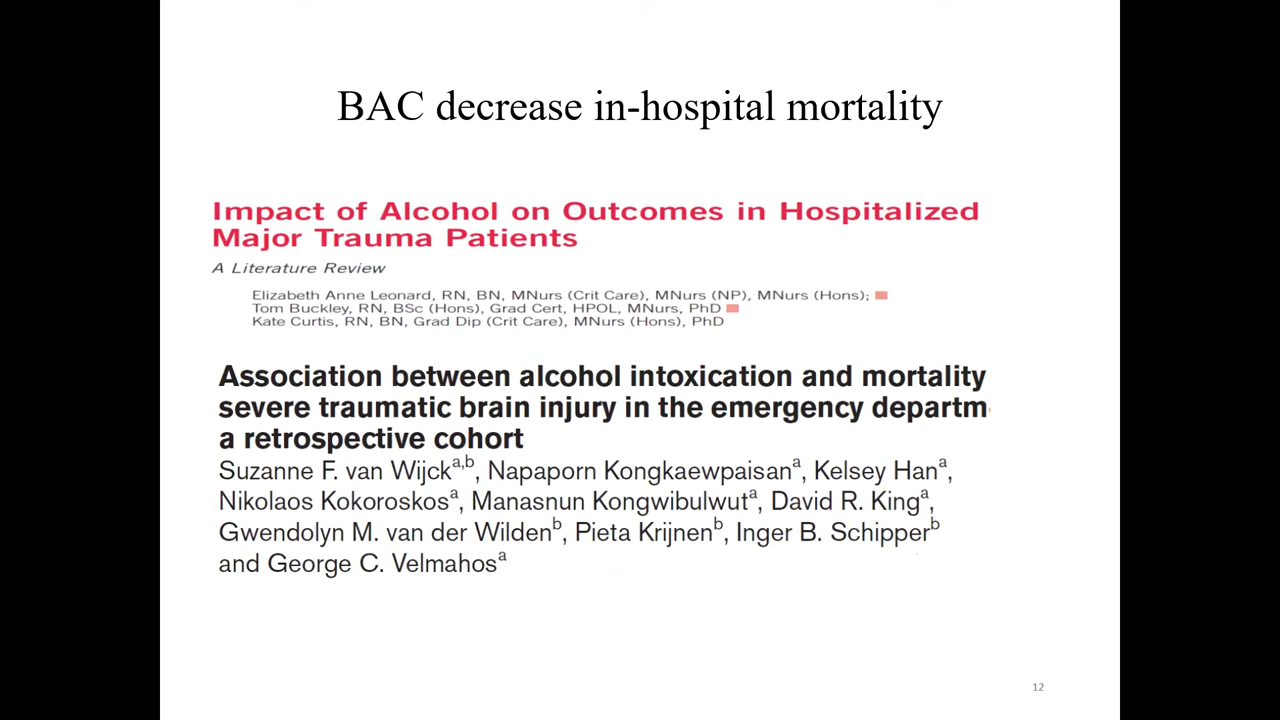 BAC decrease in-hospital mortality
Impact of Alcohol on Outcomes in Hospitalized
Major Trauma Patients
A Literature Review
Elizabeth Anne Leonard, RN, BN, MNurs (Crit Care), MNurs (NP), MNurs (Hons);
Tom Buckley, RN, BSc (Hons), Grad Cert, HPOL, MNurs, PhD
Kate Curtis, RN, BN, Grad Dip (Crit Care), MNurs (Hons), PhD
Association between alcohol intoxication and mortality
severe traumatic brain injury in the emergency departm
a retrospective cohort
Suzanne F. van Wijckᵃ,ᵇ, Napaporn Kongkaewpaisanᵃ, Kelsey Hanᵃ,
Nikolaos Kokoroskosᵃ, Manasnun Kongwibulwutᵃ, David R. Kingᵃ,
Gwendolyn M. van der Wildenᵇ, Pieta Krijnenᵇ, Inger B. Schipperᵇ
and George C. Velmahosᵃ
12